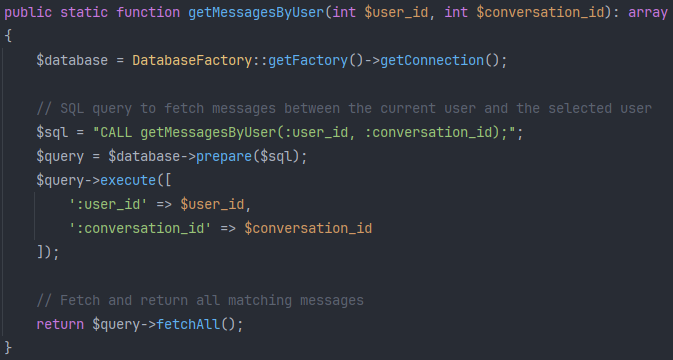 public static function getMessagesByUser(int $user_id, int $conversation_id): array
{
    $database = DatabaseFactory::getFactory()->getConnection();
    // SQL query to fetch messages between the current user and the selected user
    $sql = "CALL getMessagesByUser(:user_id, :conversation_id);";
    $query = $database->prepare($sql);
    $query->execute([
        ':user_id' => $user_id,
        ':conversation_id' => $conversation_id
    ]);
    // Fetch and return all matching messages
    return $query->fetchAll();
}